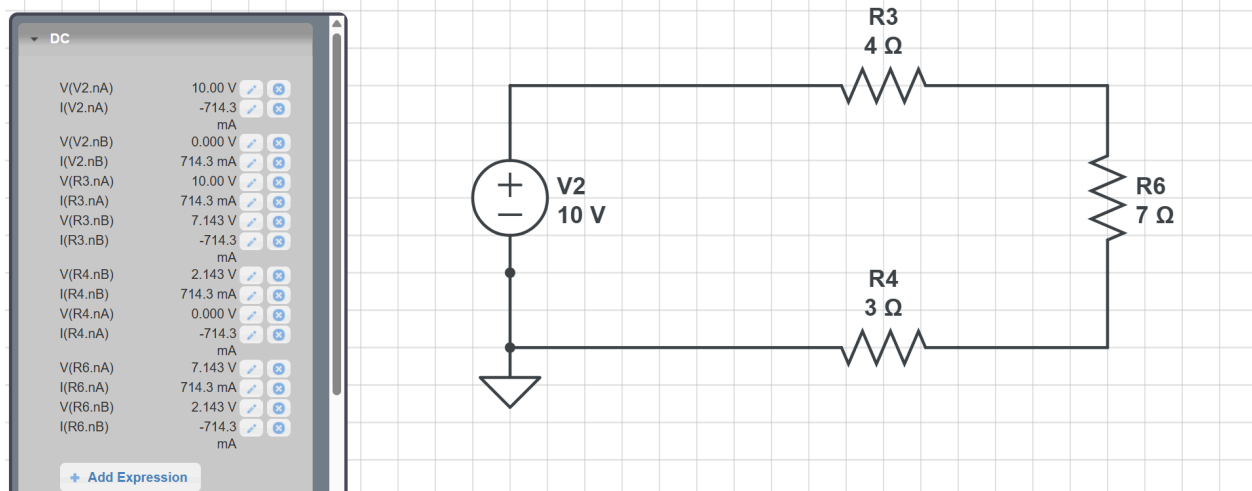 DC
V(V2.nA) 10.00 V
I(V2.nA) -714.3
mA
V(V2.nB) 0.000 V
I(V2.nB) 714.3 mA
V(R3.nA) 10.00 V
I(R3.nA) 714.3 mA
V(R3.nB) 7.143 V
I(R3.nB) -714.3
mA
V(R4.nB) 2.143 V
I(R4.nB) 714.3 mA
V(R4.nA) 0.000 V
I(R4.nA) -714.3
mA
V(R6.nA) 7.143 V
I(R6.nA) 714.3 mA
V(R6.nB) 2.143 V
I(R6.nB) -714.3
mA
+ Add Expression
R3
4 Ω
V2
10 V
R6
7 Ω
R4
3 Ω